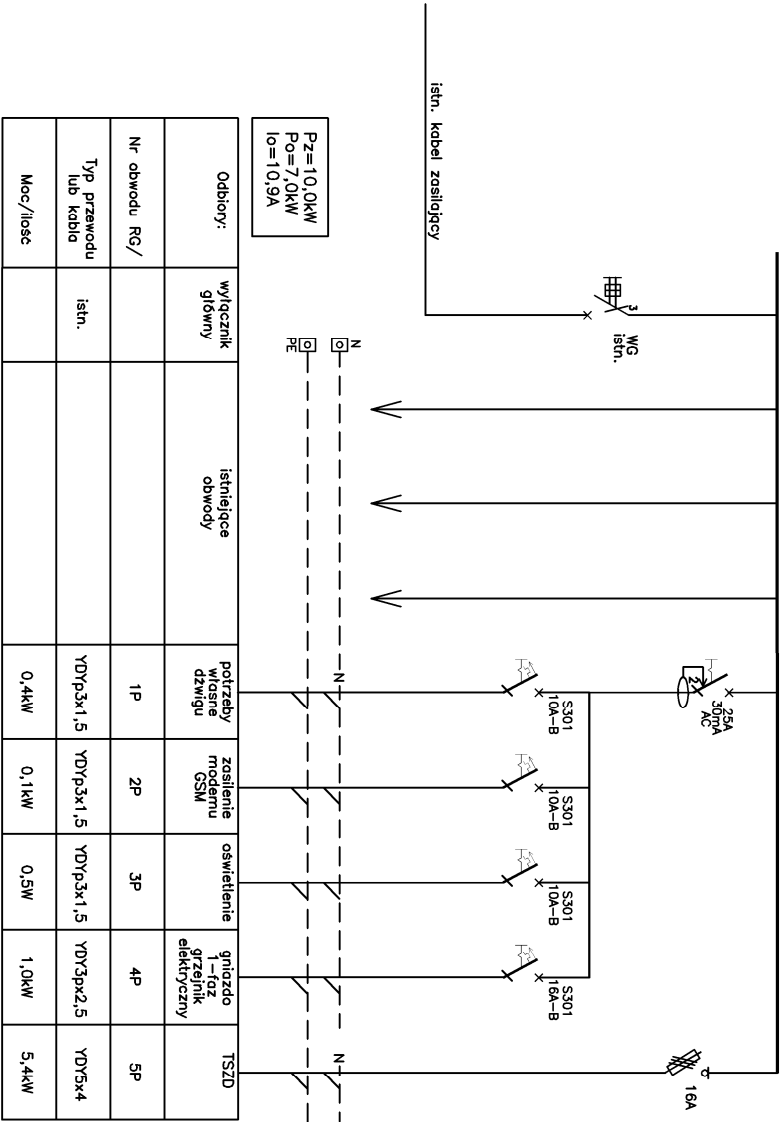 istn. kabel zasilający
WG
istn.
3
25A
30mA
AC
2
S301
10A-B
S301
10A-B
S301
10A-B
S301
16A-B
16A
N
PE
N
N
Pz=10,0kW
Po=7,0kW
Io=10,9A
Odbiory:
wyłącznik
główny
istniejące
obwody
potrzeby
własne
dźwigu
zasilenie
modemu
GSM
oświetlenie
gniazdo
1-faz
grzejnik
elektryczny
TSZD
Nr obwodu RG/
1P
2P
3P
4P
5P
Typ przewodu
lub kabla
istn.
YDYp3x1,5
YDYp3x1,5
YDYp3x1,5
YDY3px2,5
YDY5x4
Moc/ilość
0,4kW
0,1kW
0,5W
1,0kW
5,4kW